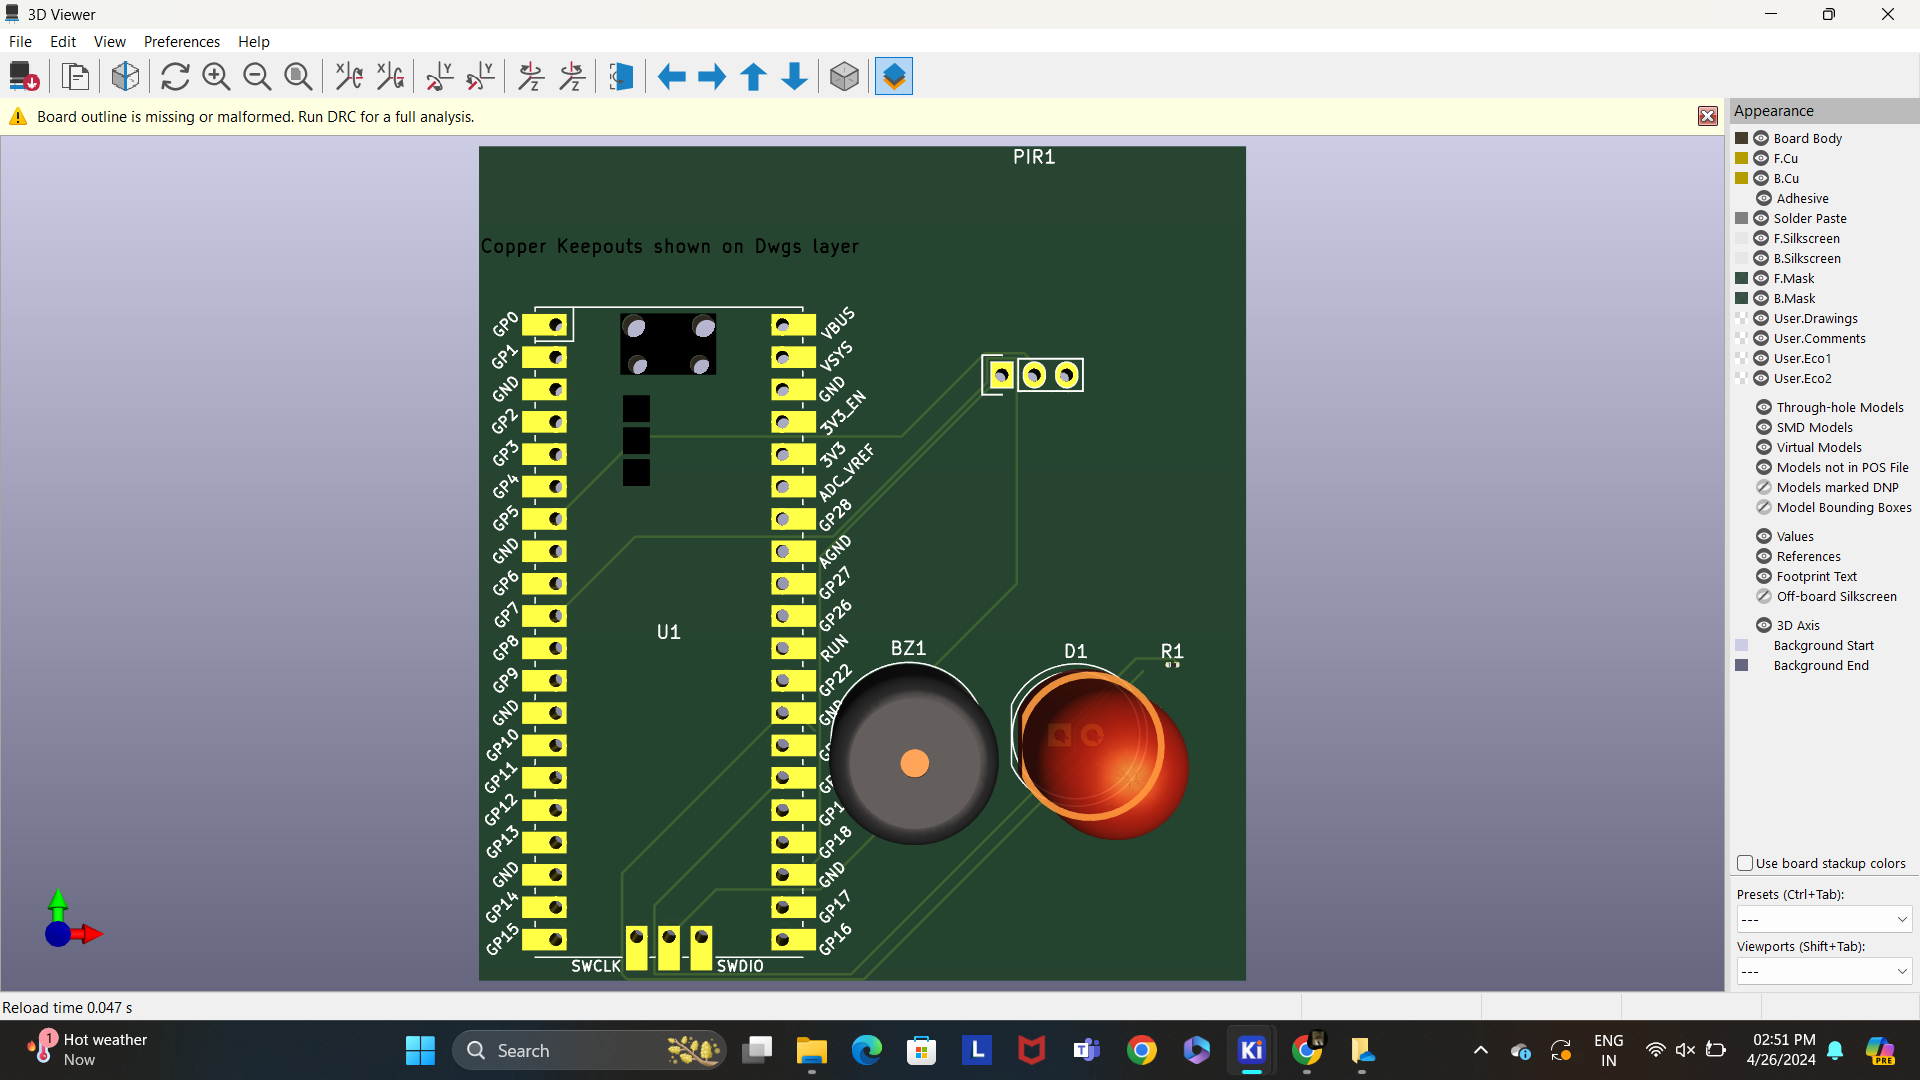 3D Viewer
File Edit View Preferences Help
Board outline is missing or malformed. Run DRC for a full analysis.
PIR1
Copper Keepouts shown on Dwgs layer
GP0
GP1
GND
GP2
GP3
GP4
GP5
GND
GP6
GP7
GP8
GP9
GND
GP10
GP11
GP12
GP13
GND
GP14
GP15
VBUS
VSYS
GND
3V3_EN
3V3
ADC_VREF
GP28
AGND
GP27
GP26
RUN
GP22
GP18
GND
GP17
GP16
U1
BZ1
D1
R1
SWCLK
SWDIO
Appearance
Board Body
F.Cu
B.Cu
Adhesive
Solder Paste
F.Silkscreen
B.Silkscreen
F.Mask
B.Mask
User.Drawings
User.Comments
User.Eco1
User.Eco2
Through-hole Models
SMD Models
Virtual Models
Models not in POS File
Models marked DNP
Model Bounding Boxes
Values
References
Footprint Text
Off-board Silkscreen
3D Axis
Background Start
Background End
Use board stackup colors
Presets (Ctrl+Tab):
---
Viewports (Shift+Tab):
---
Reload time 0.047 s
1
Hot weather
Now
Search
L
Ki
ENG
IN
02:51 PM
4/26/2024
PRE